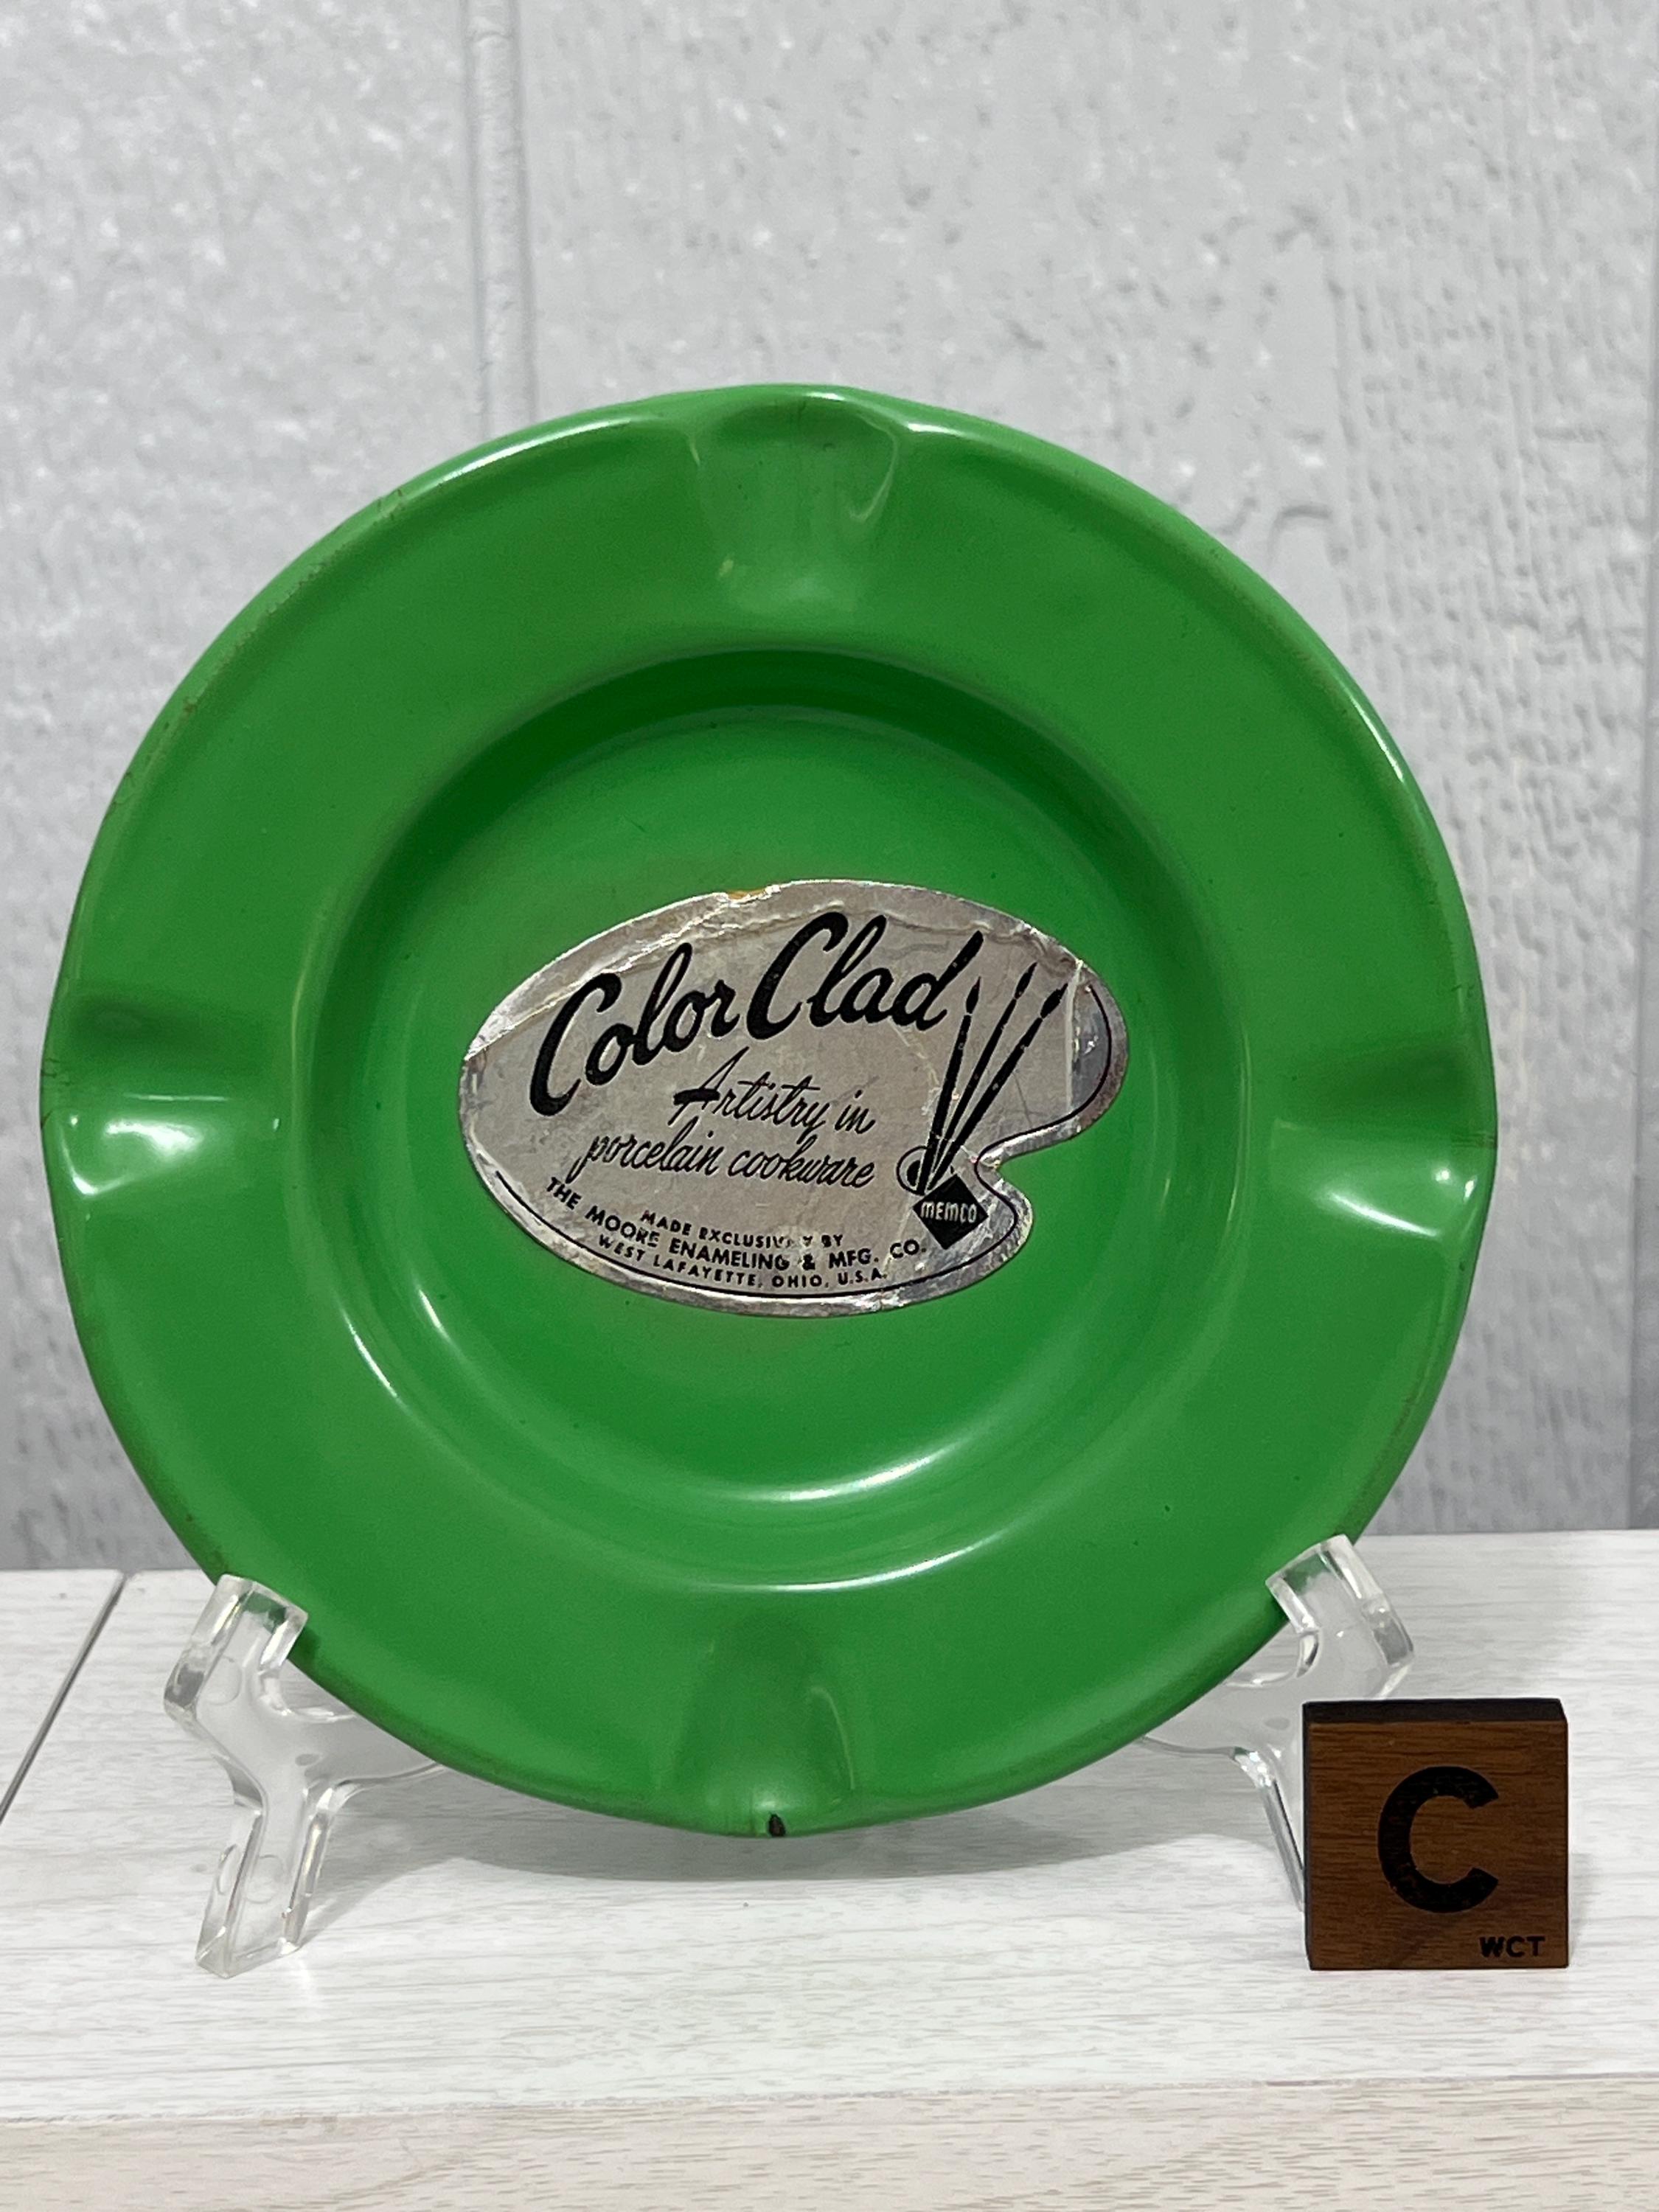 Color Clad
Artistry in
porcelain cookware
MEMCO
MADE EXCLUSIVELY BY
THE MOORE ENAMELING & MFG. CO.
WEST LAFAYETTE, OHIO, U.S.A.
C
WCT